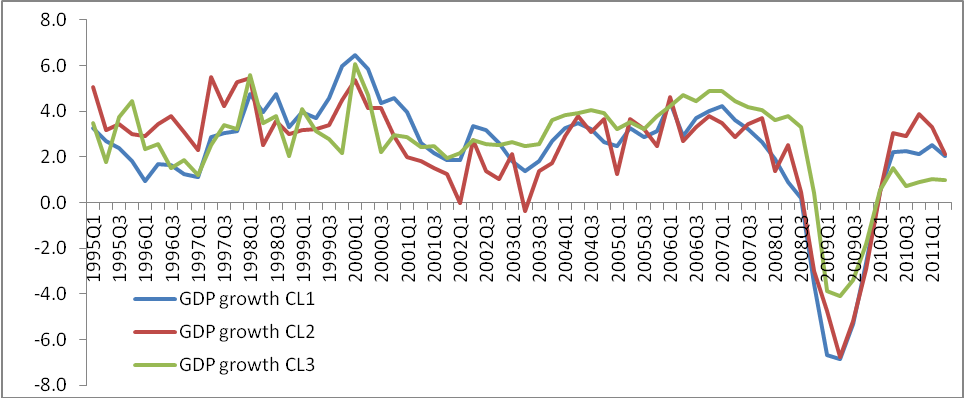 8.0
6.0
4.0
2.0
0.0
-2.0
-4.0
-6.0
-8.0
1995Q1
1995Q3
1996Q1
1996Q3
1997Q1
1997Q3
1998Q1
1998Q3
1999Q1
1999Q3
2000Q1
2000Q3
2001Q1
2001Q3
2002Q1
2002Q3
2003Q1
2003Q3
2004Q1
2004Q3
2005Q1
2005Q3
2006Q1
2006Q3
2007Q1
2007Q3
2008Q1
2008Q3
2009Q1
2009Q3
2010Q1
2010Q3
2011Q1
GDP growth CL1
GDP growth CL2
GDP growth CL3